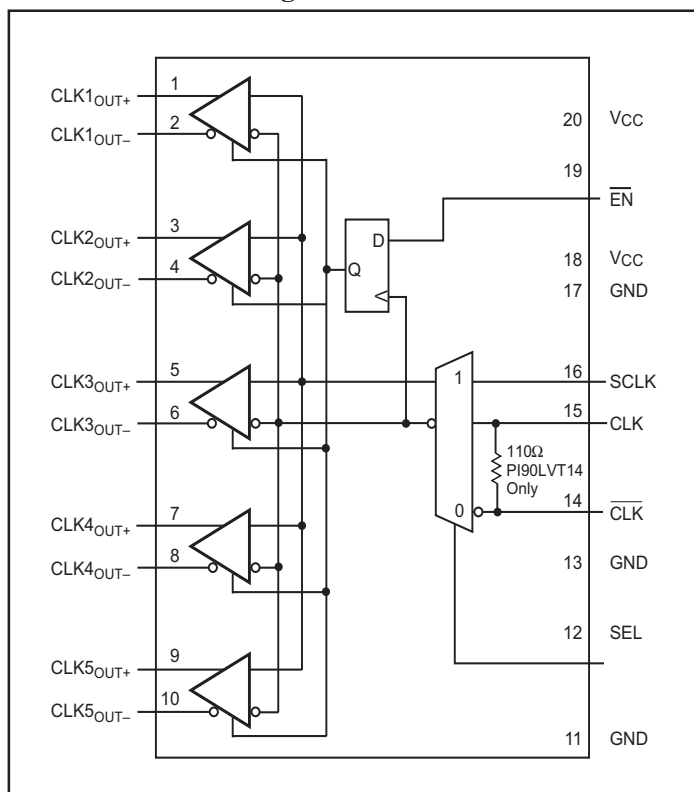 CLK1OUT+ 1
CLK1OUT– 2
CLK2OUT+ 3
CLK2OUT– 4
CLK3OUT+ 5
CLK3OUT– 6
CLK4OUT+ 7
CLK4OUT– 8
CLK5OUT+ 9
CLK5OUT– 10
D
Q
1
0
110Ω
PI90LVT14
Only
20 VCC
19 EN
18 VCC
17 GND
16 SCLK
15 CLK
14 CLK
13 GND
12 SEL
11 GND